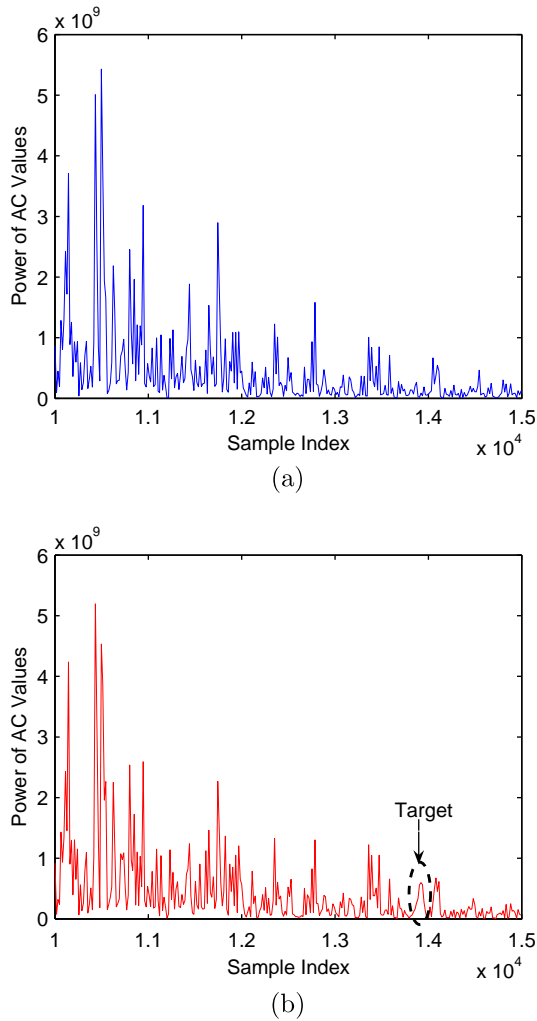 x 10^9
6
5
4
3
2
1
0
Power of AC Values
1 1.1 1.2 1.3 1.4 1.5
Sample Index
x 10^4
(a)
x 10^9
6
5
4
3
2
1
0
Power of AC Values
Target
1 1.1 1.2 1.3 1.4 1.5
Sample Index
x 10^4
(b)